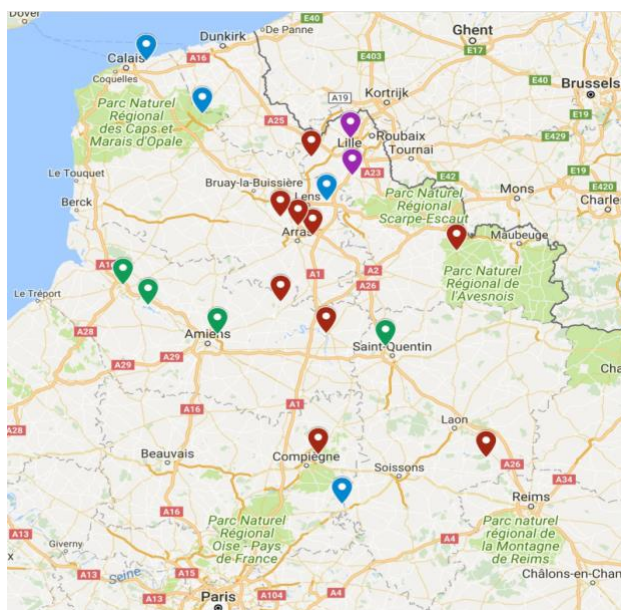 Dover
E40
Dunkirk
De Panne
Ghent
E17
Calais
A16
E403
E40
Coquelles
Brussels
Parc Naturel
Régional
des Caps et
Marais d'Opale
A19
Kortrijk
E19
A25
Lille
Roubaix
E429
Tournai
Le Touquet
A23
E42
Bruay-la-Buissière
Lens
Mons
E420
Berck
Parc Naturel
Régional
Scarpe-Escaut
Charle
Arras
Maubeuge
A16
A1
A2
Parc Naturel
Régional de
l'Avesnois
Le Tréport
A26
A28
Amiens
Saint-Quentin
A29
A29
Cha
A16
A1
A28
Laon
Beauvais
Compiègne
Soissons
A26
A34
A16
Reims
A13
Parc Naturel
Régional
Oise - Pays
de France
A4
Parc naturel
régional de
la Montagne
de Reims
Giverny
A13
Seine
A15
A13
Châlons-en-Cham
Paris
A104
A4